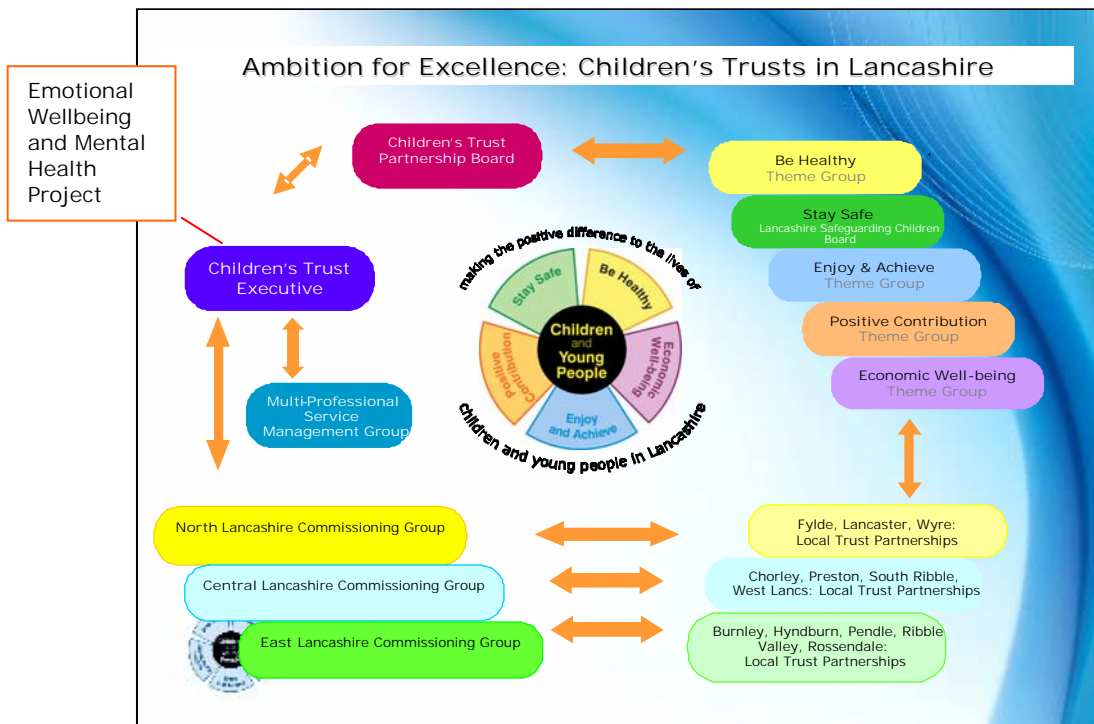 Ambition for Excellence: Children's Trusts in Lancashire
Emotional
Wellbeing
and Mental
Health
Project
Children's Trust
Partnership Board
Be Healthy
Theme Group
Stay Safe
Lancashire Safeguarding Children
Board
Enjoy & Achieve
Theme Group
Positive Contribution
Theme Group
Economic Well-being
Theme Group
Children's Trust
Executive
Multi-Professional
Service
Management Group
making the positive difference to the lives of
Stay Safe
Be Healthy
Children
and
Young
People
Positive
Contribution
Economic
Well-being
Enjoy
and Achieve
children and young people in Lancashire
North Lancashire Commissioning Group
Fylde, Lancaster, Wyre:
Local Trust Partnerships
Central Lancashire Commissioning Group
Chorley, Preston, South Ribble,
West Lancs: Local Trust Partnerships
East Lancashire Commissioning Group
Burnley, Hyndburn, Pendle, Ribble
Valley, Rossendale:
Local Trust Partnerships